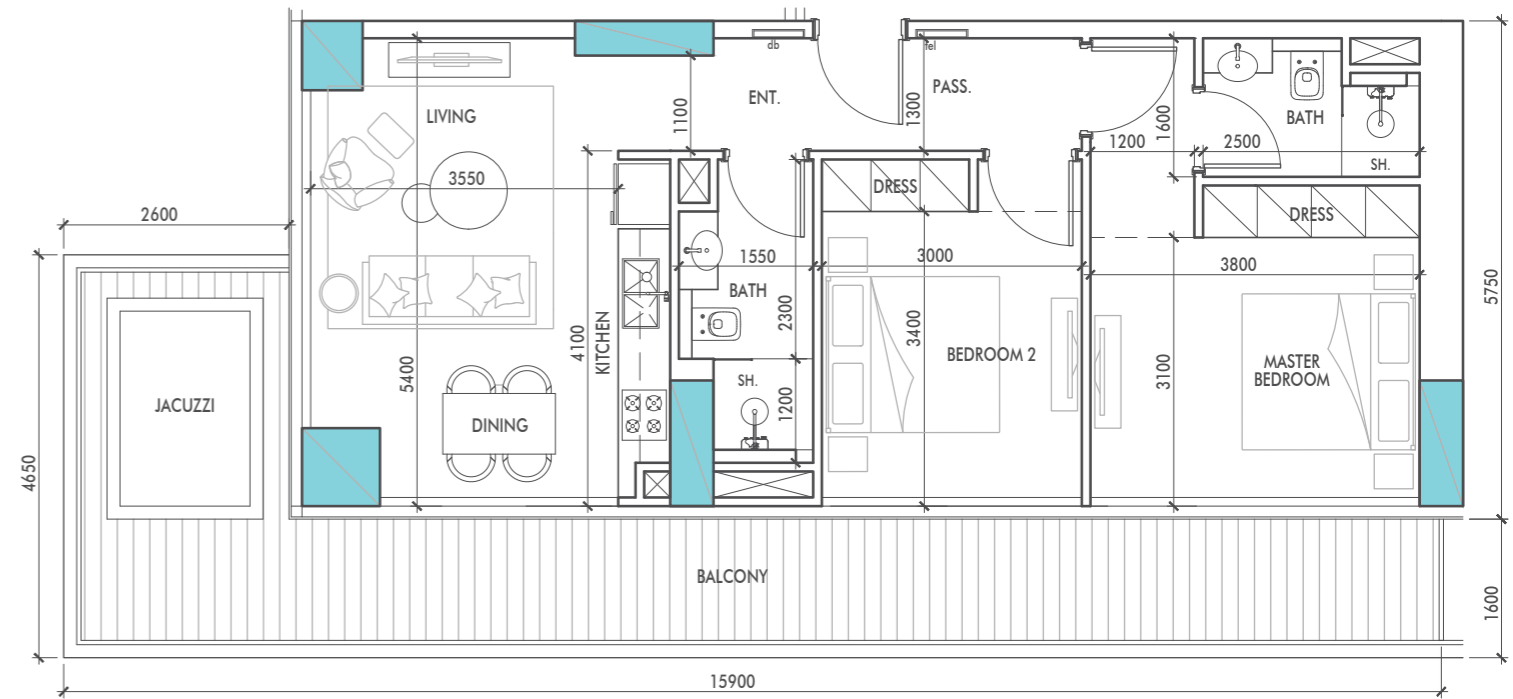 db
fel
LIVING
ENT.
PASS.
1100
1300
1600
BATH
1200
2500
SH.
3550
DRESS
DRESS
2600
1550
3000
3800
BATH
2300
5750
KITCHEN
4100
3400
BEDROOM 2
3100
MASTER
BEDROOM
5400
SH.
1200
JACUZZI
DINING
4650
BALCONY
1600
15900